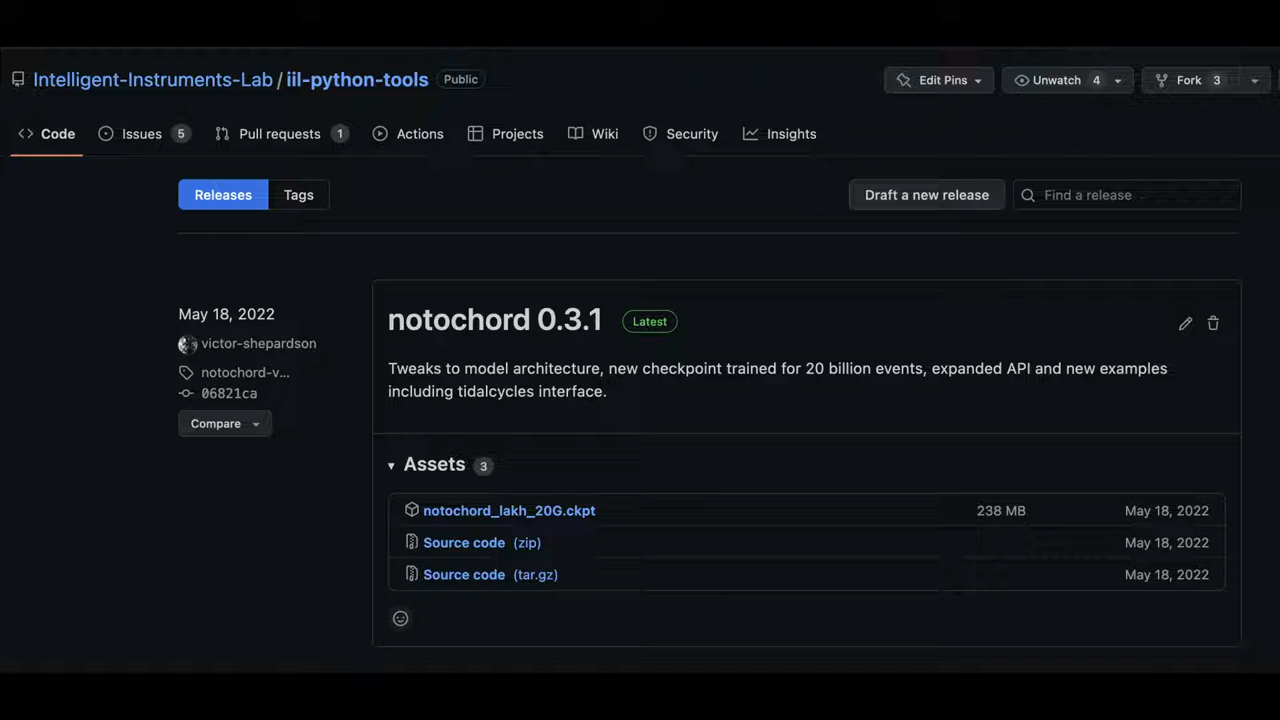 Intelligent-Instruments-Lab / iil-python-tools Public
Edit Pins Unwatch 4 Fork 3
Code Issues 5 Pull requests 1 Actions Projects Wiki Security Insights
Releases Tags Draft a new release Find a release
May 18, 2022
victor-shepardson
notochord-v...
06821ca
Compare
notochord 0.3.1 Latest
Tweaks to model architecture, new checkpoint trained for 20 billion events, expanded API and new examples
including tidalcycles interface.
Assets 3
notochord_lakh_20G.ckpt 238 MB May 18, 2022
Source code (zip) May 18, 2022
Source code (tar.gz) May 18, 2022